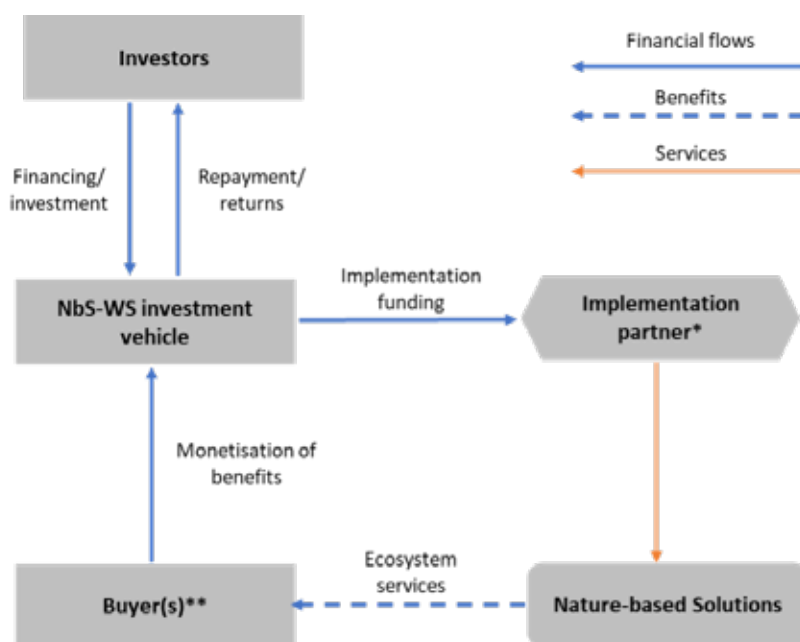 Investors
Financial flows
Benefits
Services
Financing/
investment
Repayment/
returns
NbS-WS investment
vehicle
Implementation
funding
Implementation
partner*
Monetisation of
benefits
Buyer(s)**
Ecosystem
services
Nature-based Solutions